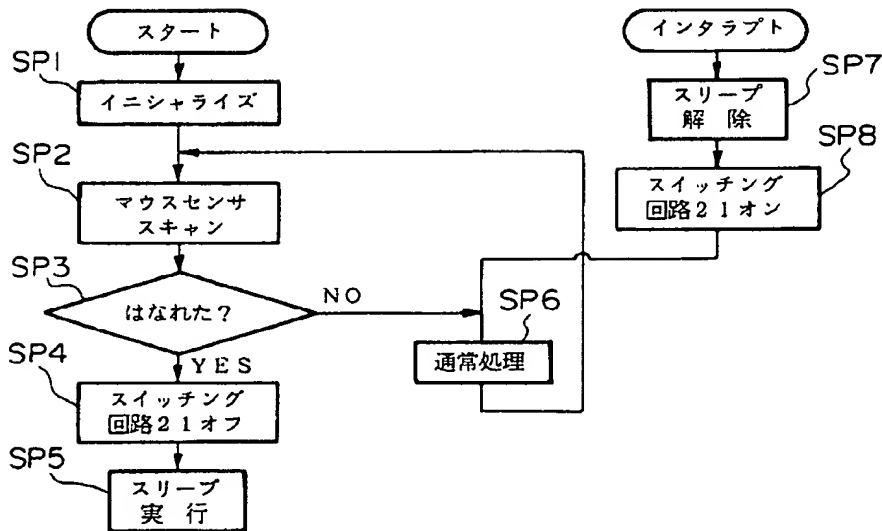 スタート
SP1
イニシャライズ
SP2
マウスセンサ
スキャン
SP3
はなれた?
NO
YES
SP4
スイッチング
回路21オフ
SP5
スリープ
実行
SP6
通常処理
インタラプト
SP7
スリープ
解除
SP8
スイッチング
回路21オン